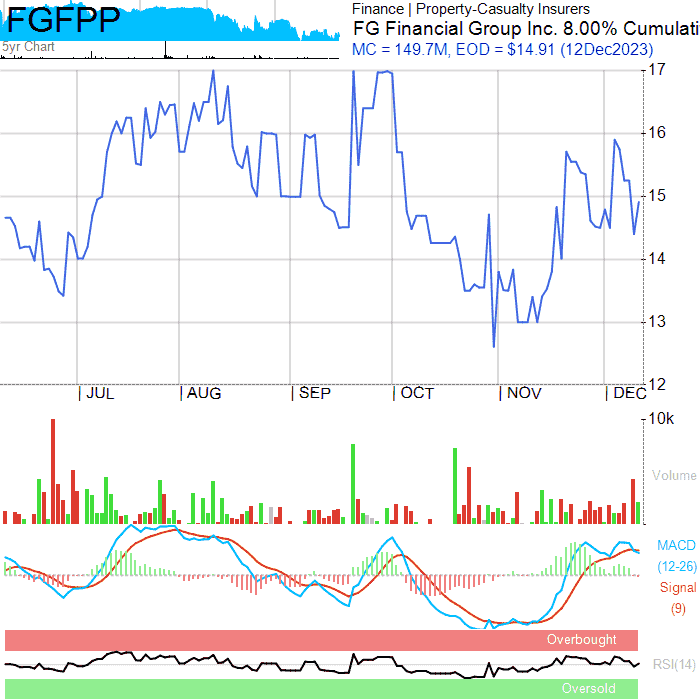 FGFPP
5yr Chart
Finance | Property-Casualty Insurers
FG Financial Group Inc. 8.00% Cumulati
MC = 149.7M, EOD = $14.91 (12Dec2023)
17
16
15
14
13
12
JUL
AUG
SEP
OCT
NOV
DEC
10k
Volume
MACD
(12-26)
Signal
(9)
Overbought
RSI(14)
Oversold